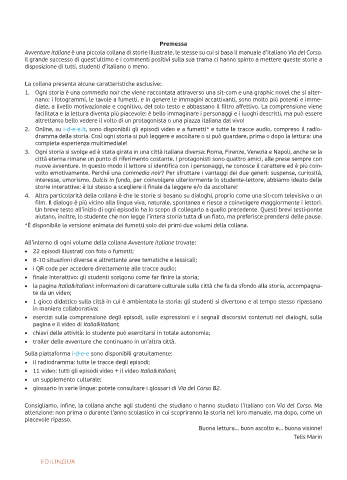 Premessa
Avventure Italiane è una piccola collana di storie illustrate, le stesse su cui si basa il manuale d'italiano Via del Corso.
Il grande successo di quest'ultimo e i commenti positivi sulla sua trama ci hanno spinto a mettere queste storie a
disposizione di tutti, studenti d'italiano o meno.
La collana presenta alcune caratteristiche esclusive:
1. Ogni storia è una commedia noir che viene raccontata attraverso una sit-com e una graphic novel che si alter-
nano: i fotogrammi, le tavole a fumetti, e in genere le immagini accattivanti, sono molto più potenti e imme-
diate, a livello motivazionale e cognitivo, del solo testo e abbassano il filtro affettivo. La comprensione viene
facilitata e la lettura diventa più piacevole: è bello immaginare i personaggi e i luoghi descritti, ma può essere
altrettanto bello vedere il volto di un protagonista o una piazza italiana dal vivo!
2. Online, su i-d-e-e.it, sono disponibili gli episodi video e a fumetti* e tutte le tracce audio, compreso il radio-
dramma della storia. Così ogni storia si può leggere e ascoltare o si può guardare, prima o dopo la lettura: una
completa esperienza multimediale!
3. Ogni storia si svolge ed è stata girata in una città italiana diversa: Roma, Firenze, Venezia e Napoli, anche se la
città eterna rimane un punto di riferimento costante. I protagonisti sono quattro amici, alle prese sempre con
nuove avventure. In questo modo il lettore si identifica con i personaggi, ne conosce il carattere ed è più coin-
volto emotivamente. Perché una commedia noir? Per sfruttare i vantaggi dei due generi: suspense, curiosità,
interesse, umorismo. Dulcis in fundo, per coinvolgere ulteriormente lo studente-lettore, abbiamo ideato delle
storie interattive: è lui stesso a scegliere il finale da leggere e/o da ascoltare!
4. Altra particolarità della collana è che le storie si basano su dialoghi, proprio come una sit-com televisiva o un
film. Il dialogo è più vicino alla lingua viva, naturale, spontanea e riesce a coinvolgere maggiormente i lettori.
Un breve testo all'inizio di ogni episodio ha lo scopo di collegarlo a quello precedente. Questi brevi testi-ponte
aiutano, inoltre, lo studente che non legge l'intera storia tutta di un fiato, ma preferisce prendersi delle pause.
*È disponibile la versione animata dei fumetti solo dei primi due volumi della collana.
All'interno di ogni volume della collana Avventure Italiane trovate:
• 22 episodi illustrati con foto o fumetti;
• 8-10 situazioni diverse e altrettante aree tematiche e lessicali;
• i QR code per accedere direttamente alle tracce audio;
• finale interattivo: gli studenti scelgono come far finire la storia;
• la pagina Italia&italiani: informazioni di carattere culturale sulla città che fa da sfondo alla storia, accompagna-
te da un video;
• 1 gioco didattico sulla città in cui è ambientata la storia: gli studenti si divertono e al tempo stesso ripassano
in maniera collaborativa;
• esercizi sulla comprensione degli episodi, sulle espressioni e i segnali discorsivi contenuti nei dialoghi, sulla
pagina e il video di Italia&italiani;
• chiavi delle attività: lo studente può esercitarsi in totale autonomia;
• trailer delle avventure che continuano in un'altra città.
Sulla piattaforma i-d-e-e sono disponibili gratuitamente:
• il radiodramma: tutte le tracce degli episodi;
• 11 video: tutti gli episodi video + il video Italia&italiani;
• un supplemento culturale;
• glossario in varie lingue: potete consultare i glossari di Via del Corso B2.
Consigliamo, infine, la collana anche agli studenti che studiano o hanno studiato l'italiano con Via del Corso. Ma
attenzione: non prima o durante l'anno scolastico in cui scopriranno la storia nel loro manuale, ma dopo, come un
piacevole ripasso.
Buona lettura... buon ascolto e... buona visione!
Telis Marin
EDILINGUA